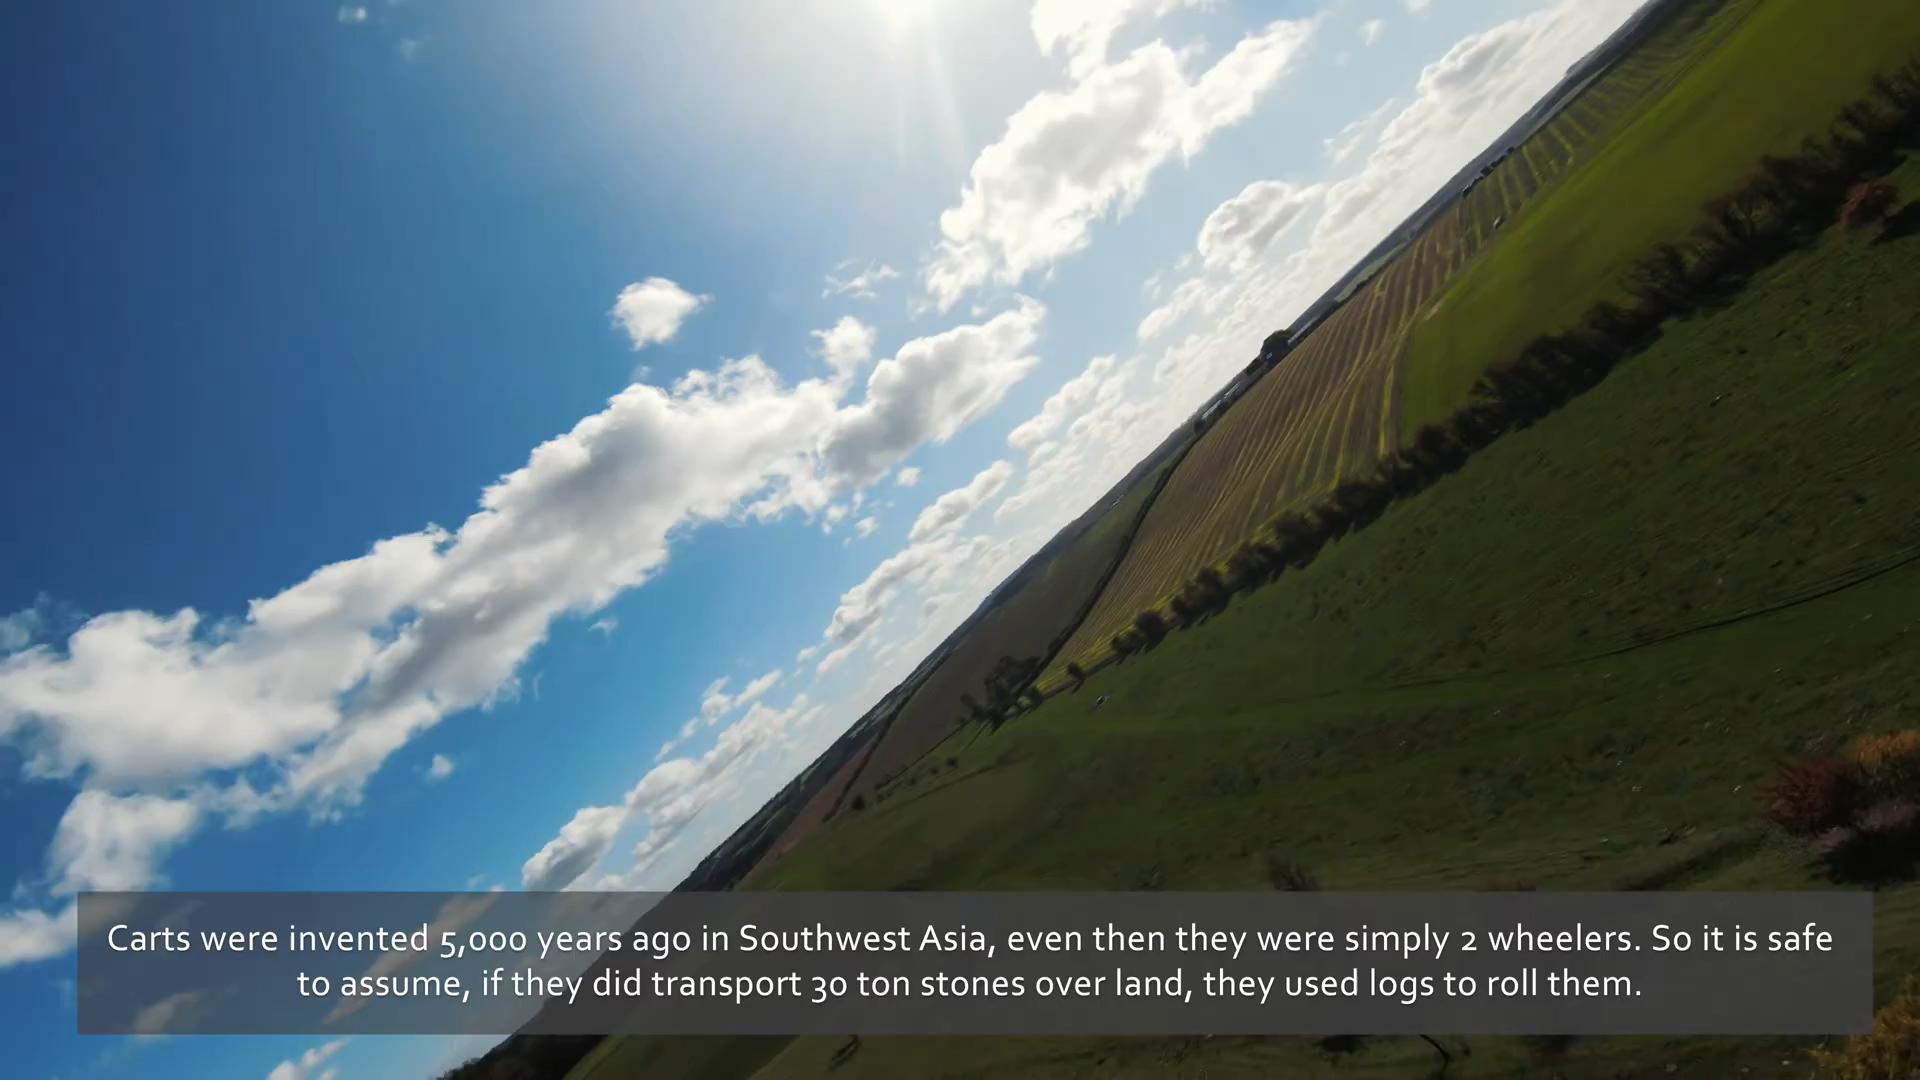 Carts were invented 5,000 years ago in Southwest Asia, even then they were simply 2 wheelers. So it is safe
to assume, if they did transport 30 ton stones over land, they used logs to roll them.